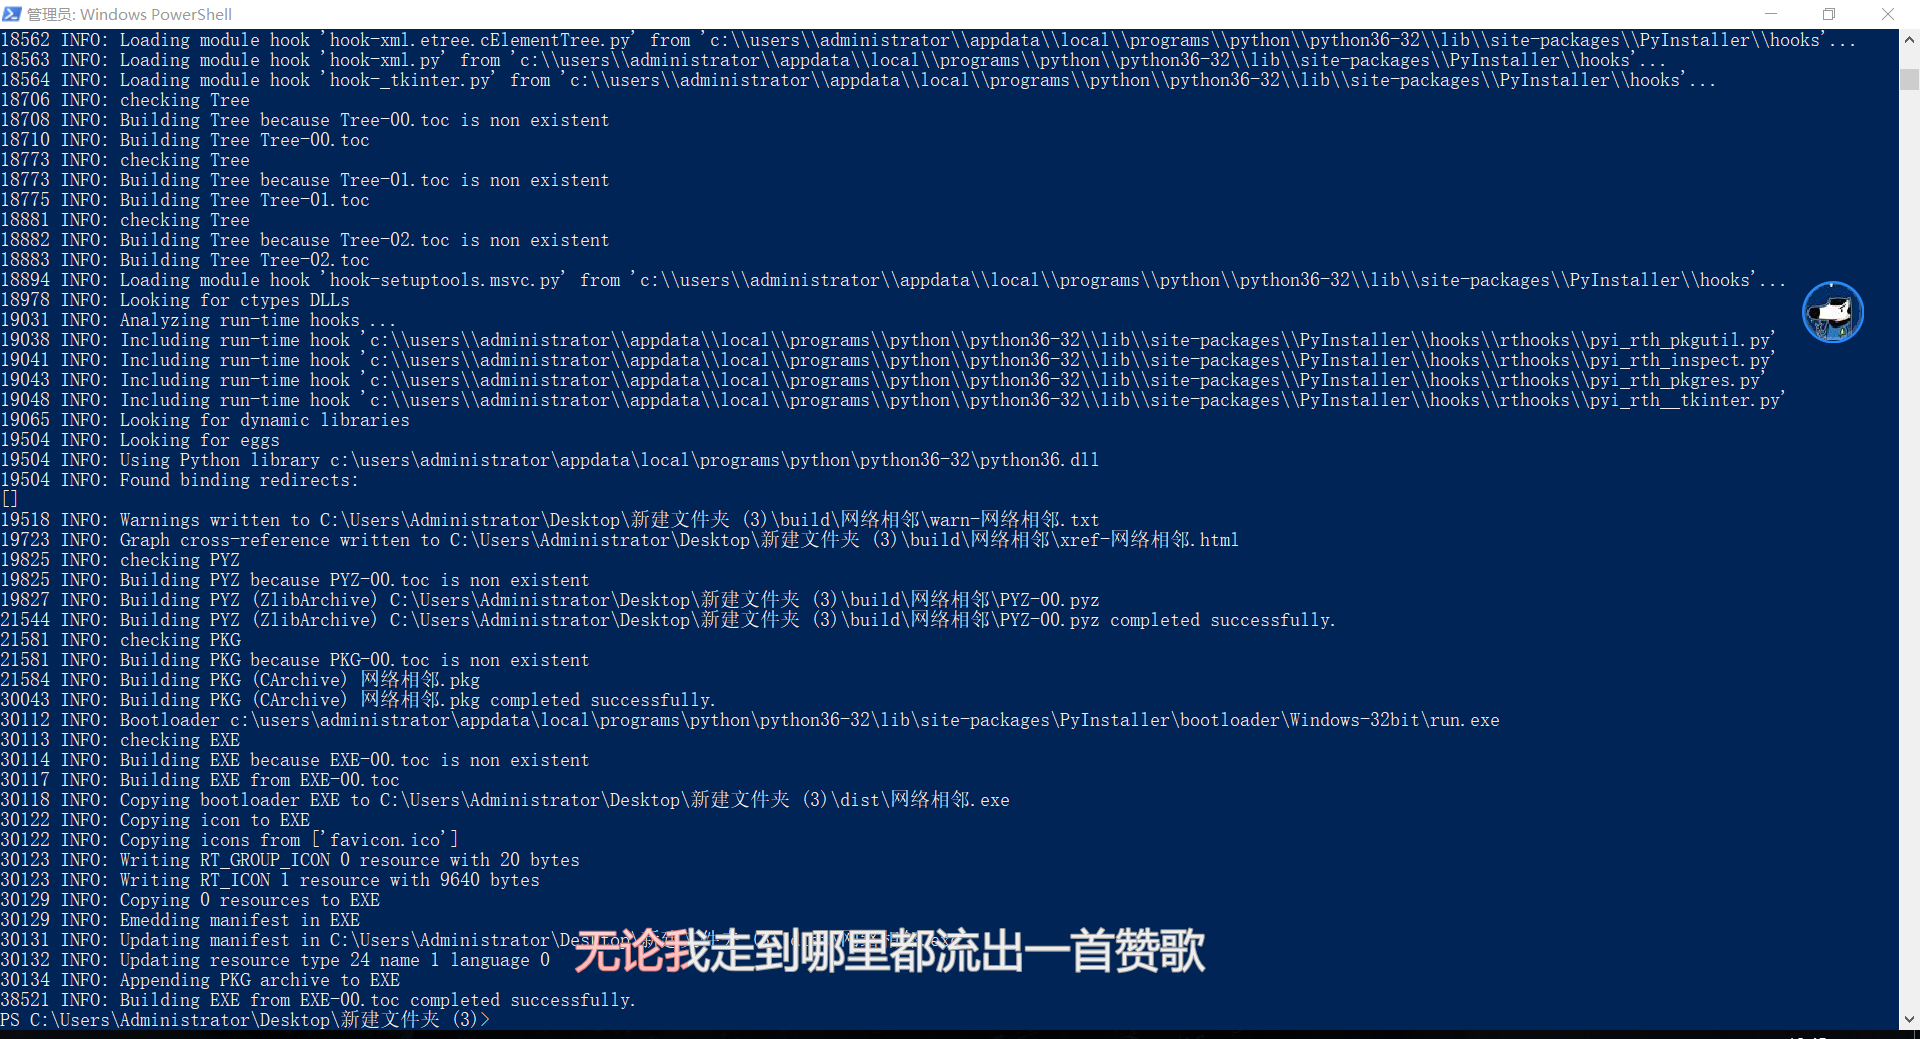 管理员: Windows PowerShell
18562 INFO: Loading module hook 'hook-xml.etree.cElementTree.py' from 'c:\\users\\administrator\\appdata\\local\\programs\\python\\python36-32\\lib\\site-packages\\PyInstaller\\hooks'...
18563 INFO: Loading module hook 'hook-xml.py' from 'c:\\users\\administrator\\appdata\\local\\programs\\python\\python36-32\\lib\\site-packages\\PyInstaller\\hooks'...
18564 INFO: Loading module hook 'hook-_tkinter.py' from 'c:\\users\\administrator\\appdata\\local\\programs\\python\\python36-32\\lib\\site-packages\\PyInstaller\\hooks'...
18706 INFO: checking Tree
18708 INFO: Building Tree because Tree-00.toc is non existent
18710 INFO: Building Tree Tree-00.toc
18773 INFO: checking Tree
18773 INFO: Building Tree because Tree-01.toc is non existent
18775 INFO: Building Tree Tree-01.toc
18881 INFO: checking Tree
18882 INFO: Building Tree because Tree-02.toc is non existent
18883 INFO: Building Tree Tree-02.toc
18894 INFO: Loading module hook 'hook-setuptools.msvc.py' from 'c:\\users\\administrator\\appdata\\local\\programs\\python\\python36-32\\lib\\site-packages\\PyInstaller\\hooks'...
18978 INFO: Looking for ctypes DLLs
19031 INFO: Analyzing run-time hooks ...
19038 INFO: Including run-time hook 'c:\\users\\administrator\\appdata\\local\\programs\\python\\python36-32\\lib\\site-packages\\PyInstaller\\hooks\\rthooks\\pyi_rth_pkgutil.py'
19041 INFO: Including run-time hook 'c:\\users\\administrator\\appdata\\local\\programs\\python\\python36-32\\lib\\site-packages\\PyInstaller\\hooks\\rthooks\\pyi_rth_inspect.py'
19043 INFO: Including run-time hook 'c:\\users\\administrator\\appdata\\local\\programs\\python\\python36-32\\lib\\site-packages\\PyInstaller\\hooks\\rthooks\\pyi_rth_pkgres.py'
19048 INFO: Including run-time hook 'c:\\users\\administrator\\appdata\\local\\programs\\python\\python36-32\\lib\\site-packages\\PyInstaller\\hooks\\rthooks\\pyi_rth__tkinter.py'
19065 INFO: Looking for dynamic libraries
19504 INFO: Looking for eggs
19504 INFO: Using Python library c:\users\administrator\appdata\local\programs\python\python36-32\python36.dll
19504 INFO: Found binding redirects:
[]
19518 INFO: Warnings written to C:\Users\Administrator\Desktop\新建文件夹 (3)\build\网络相邻\warn-网络相邻.txt
19723 INFO: Graph cross-reference written to C:\Users\Administrator\Desktop\新建文件夹 (3)\build\网络相邻\xref-网络相邻.html
19825 INFO: checking PYZ
19825 INFO: Building PYZ because PYZ-00.toc is non existent
19827 INFO: Building PYZ (ZlibArchive) C:\Users\Administrator\Desktop\新建文件夹 (3)\build\网络相邻\PYZ-00.pyz
21544 INFO: Building PYZ (ZlibArchive) C:\Users\Administrator\Desktop\新建文件夹 (3)\build\网络相邻\PYZ-00.pyz completed successfully.
21581 INFO: checking PKG
21581 INFO: Building PKG because PKG-00.toc is non existent
21584 INFO: Building PKG (CArchive) 网络相邻.pkg
30043 INFO: Building PKG (CArchive) 网络相邻.pkg completed successfully.
30112 INFO: Bootloader c:\users\administrator\appdata\local\programs\python\python36-32\lib\site-packages\PyInstaller\bootloader\Windows-32bit\run.exe
30113 INFO: checking EXE
30114 INFO: Building EXE because EXE-00.toc is non existent
30117 INFO: Building EXE from EXE-00.toc
30118 INFO: Copying bootloader EXE to C:\Users\Administrator\Desktop\新建文件夹 (3)\dist\网络相邻.exe
30122 INFO: Copying icon to EXE
30122 INFO: Copying icons from ['favicon.ico']
30123 INFO: Writing RT_GROUP_ICON 0 resource with 20 bytes
30123 INFO: Writing RT_ICON 1 resource with 9640 bytes
30129 INFO: Copying 0 resources to EXE
30129 INFO: Emedding manifest in EXE
30131 INFO: Updating manifest in C:\Users\Administrator\Desktop\
无论我走到哪里都流出一首赞歌
30132 INFO: Updating resource type 24 name 1 language 0
30134 INFO: Appending PKG archive to EXE
38521 INFO: Building EXE from EXE-00.toc completed successfully.
PS C:\Users\Administrator\Desktop\新建文件夹 (3)>